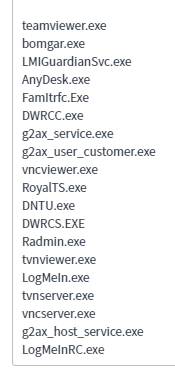 teamviewer.exe
bomgar.exe
LMIGuardianSvc.exe
AnyDesk.exe
FamItrfc.Exe
DWRCC.exe
g2ax_service.exe
g2ax_user_customer.exe
vncviewer.exe
RoyalTS.exe
DNTU.exe
DWRCS.EXE
Radmin.exe
tvnviewer.exe
LogMeIn.exe
tvnserver.exe
vncserver.exe
g2ax_host_service.exe
LogMeInRC.exe